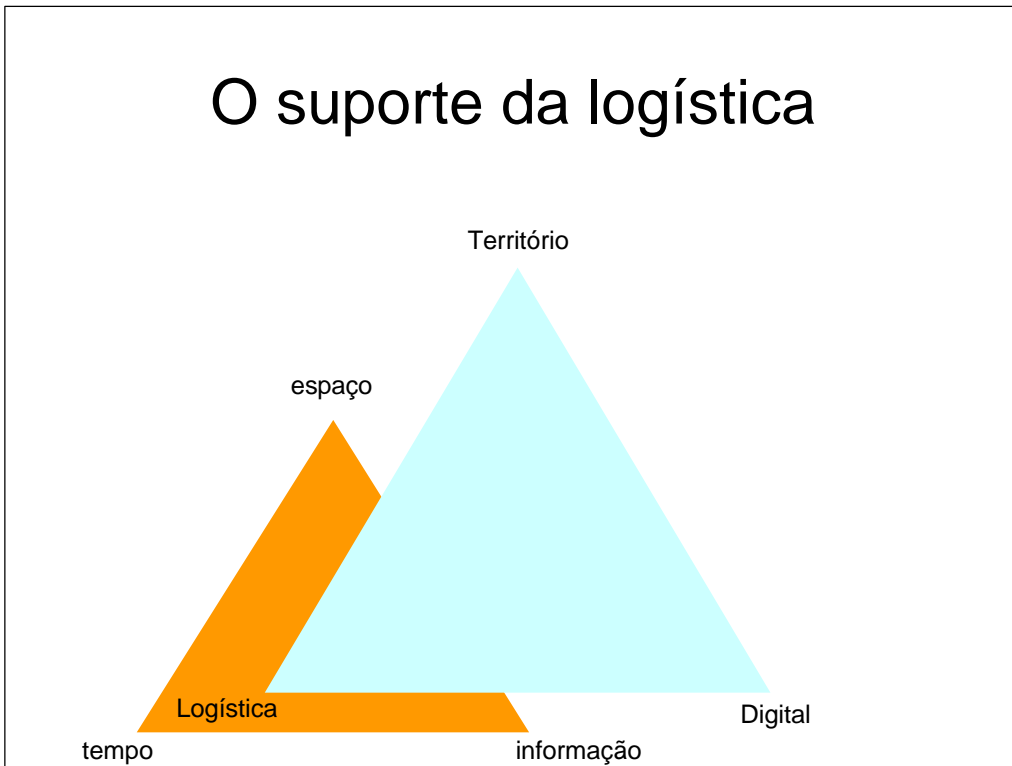 O suporte da logística
Território
espaço
Logística
Digital
tempo
informação